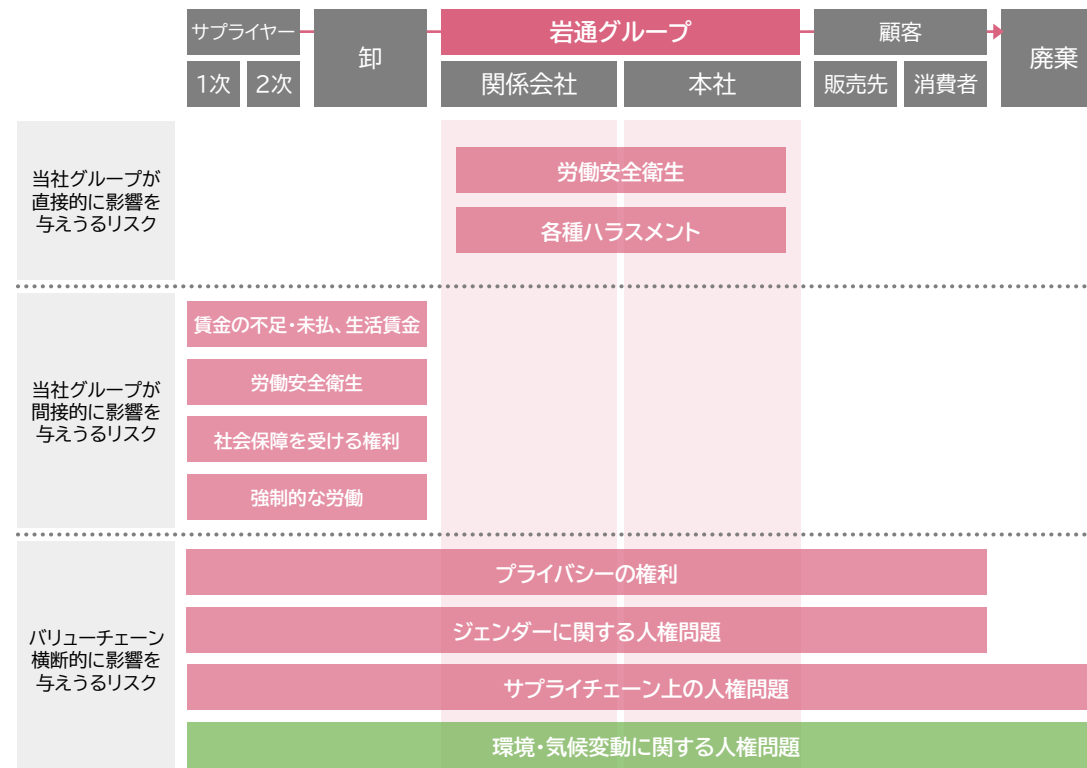 サプライヤー
1次
2次
卸
岩通グループ
関係会社
本社
顧客
販売先
消費者
廃棄
当社グループが
直接的に影響を
与えうるリスク
労働安全衛生
各種ハラスメント
当社グループが
間接的に影響を
与えうるリスク
賃金の不足・未払、生活賃金
労働安全衛生
社会保障を受ける権利
強制的な労働
バリューチェーン
横断的に影響を
与えうるリスク
プライバシーの権利
ジェンダーに関する人権問題
サプライチェーン上の人権問題
環境・気候変動に関する人権問題